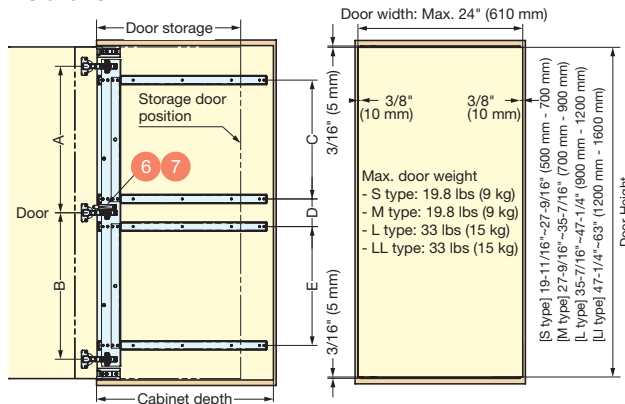 Door storage
Door width: Max. 24" (610 mm)
Storage door
position
A
C
6 7
D
Door
B
E
Cabinet depth
3/16" (5 mm)
3/8"
(10 mm)
3/8"
(10 mm)
Max. door weight
- S type: 19.8 lbs (9 kg)
- M type: 19.8 lbs (9 kg)
- L type: 33 lbs (15 kg)
- LL type: 33 lbs (15 kg)
3/16" (5 mm)
[S type] 19-11/16"~27-9/16" (500 mm - 700 mm)
[M type] 27-9/16"~35-7/16" (700 mm - 900 mm)
[L type] 35-7/16"~47-1/4" (900 mm - 1200 mm)
[Ll type] 47-1/4"~63" (1200 mm - 1600 mm)
Door Height